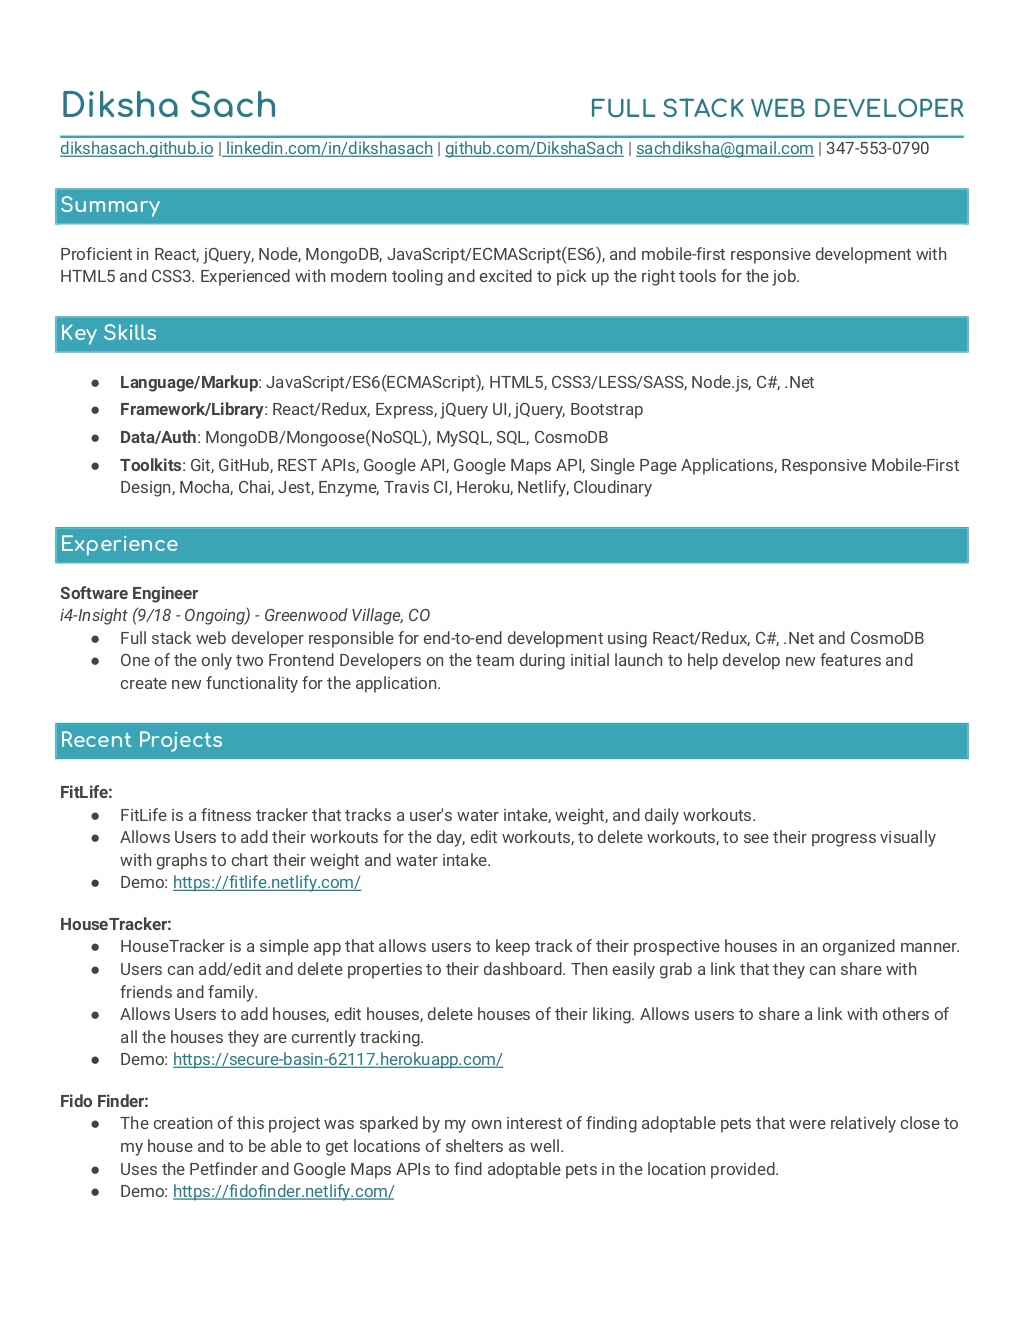 Diksha Sach FULL STACK WEB DEVELOPER
dikshasach.github.io | linkedin.com/in/dikshasach | github.com/DikshaSach | sachdiksha@gmail.com | 347-553-0790
Summary
Proficient in React, jQuery, Node, MongoDB, JavaScript/ECMAScript(ES6), and mobile-first responsive development with
HTML5 and CSS3. Experienced with modern tooling and excited to pick up the right tools for the job.
Key Skills
● Language/Markup: JavaScript/ES6(ECMAScript), HTML5, CSS3/LESS/SASS, Node.js, C#, .Net
● Framework/Library: React/Redux, Express, jQuery UI, jQuery, Bootstrap
● Data/Auth: MongoDB/Mongoose(NoSQL), MySQL, SQL, CosmoDB
● Toolkits: Git, GitHub, REST APIs, Google API, Google Maps API, Single Page Applications, Responsive Mobile-First
Design, Mocha, Chai, Jest, Enzyme, Travis CI, Heroku, Netlify, Cloudinary
Experience
Software Engineer
i4-Insight (9/18 - Ongoing) - Greenwood Village, CO
● Full stack web developer responsible for end-to-end development using React/Redux, C#, .Net and CosmoDB
● One of the only two Frontend Developers on the team during initial launch to help develop new features and
create new functionality for the application.
Recent Projects
FitLife:
● FitLife is a fitness tracker that tracks a user's water intake, weight, and daily workouts.
● Allows Users to add their workouts for the day, edit workouts, to delete workouts, to see their progress visually
with graphs to chart their weight and water intake.
● Demo: https://fitlife.netlify.com/
HouseTracker:
● HouseTracker is a simple app that allows users to keep track of their prospective houses in an organized manner.
● Users can add/edit and delete properties to their dashboard. Then easily grab a link that they can share with
friends and family.
● Allows Users to add houses, edit houses, delete houses of their liking. Allows users to share a link with others of
all the houses they are currently tracking.
● Demo: https://secure-basin-62117.herokuapp.com/
Fido Finder:
● The creation of this project was sparked by my own interest of finding adoptable pets that were relatively close to
my house and to be able to get locations of shelters as well.
● Uses the Petfinder and Google Maps APIs to find adoptable pets in the location provided.
● Demo: https://fidofinder.netlify.com/